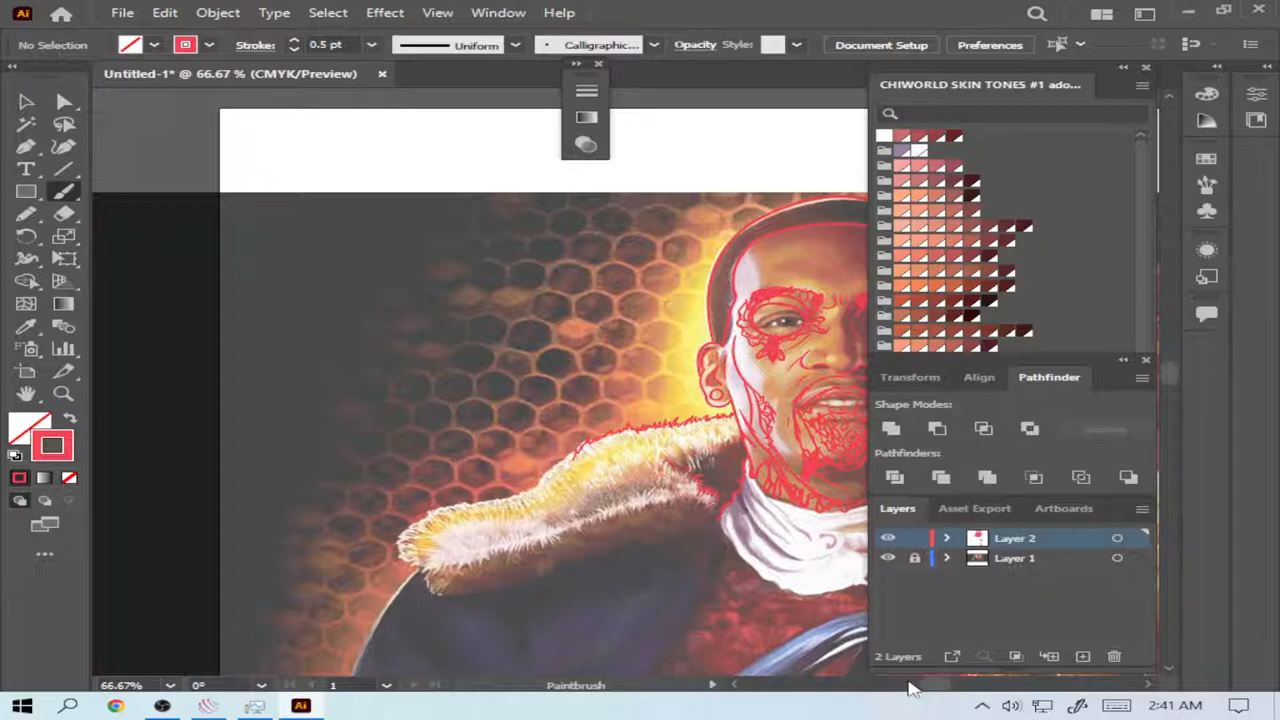 Ai File Edit Object Type Select Effect View Window Help
No Selection Stroke: 0.5 pt Uniform Calligraphic... Opacity Style: Document Setup Preferences
Untitled-1* @ 66.67 % (CMYK/Preview)
CHIWORLD SKIN TONES #1 ado...
Transform Align Pathfinder
Shape Modes:
Pathfinders:
Layers Asset Export Artboards
Layer 2
Layer 1
2 Layers
66.67% 0° 1 Paintbrush
Ai 2:41 AM